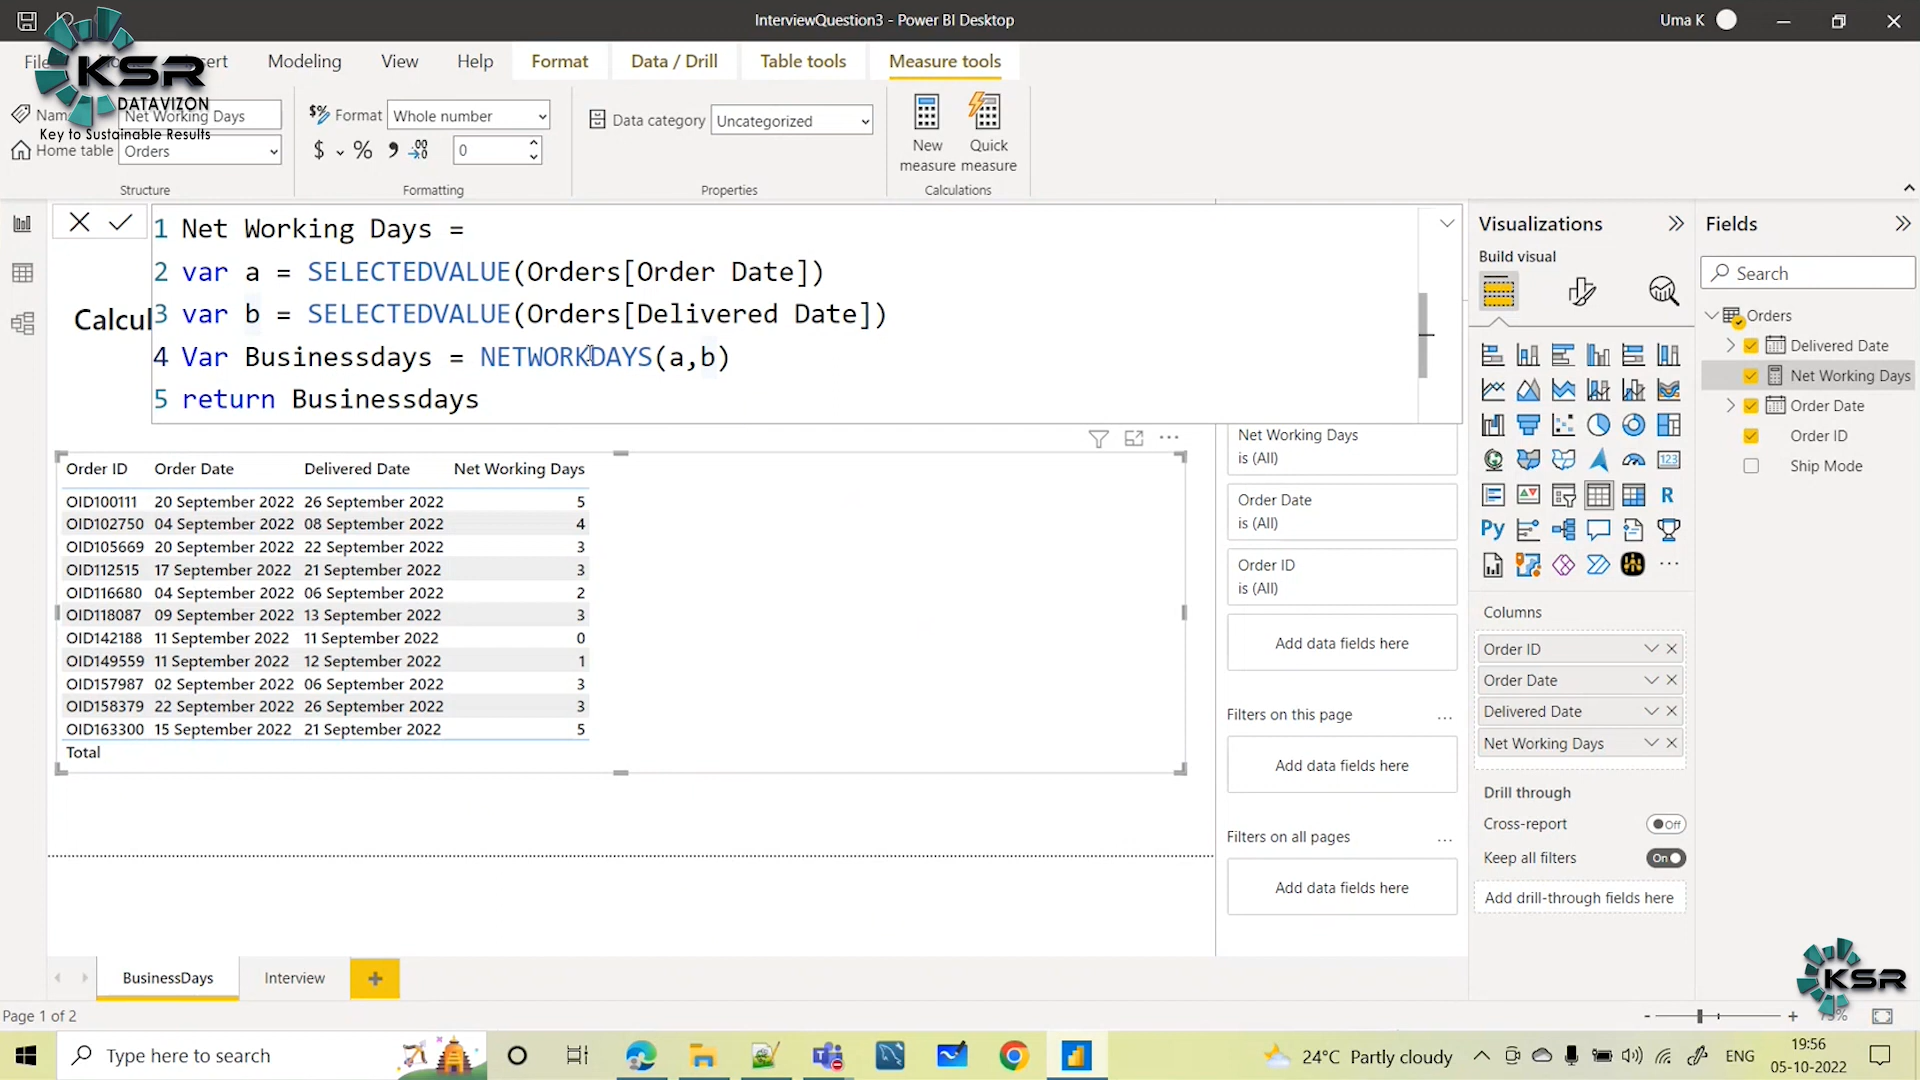 InterviewQuestion3 - Power BI Desktop
Uma K
KSR
DATAVIZON
Key to Sustainable Results
Modeling
View
Help
Format
Data / Drill
Table tools
Measure tools
Net Working Days
Home table
Orders
Structure
Format
Whole number
$
%
0
Formatting
Data category
Uncategorized
Properties
New
measure
Quick
measure
Calculations
1 Net Working Days =
2 var a = SELECTEDVALUE(Orders[Order Date])
3 var b = SELECTEDVALUE(Orders[Delivered Date])
4 Var Businessdays = NETWORKDAYS(a,b)
5 return Businessdays
Calcul
Order ID Order Date Delivered Date Net Working Days
OID100111 20 September 2022 26 September 2022 5
OID102750 04 September 2022 08 September 2022 4
OID105669 20 September 2022 22 September 2022 3
OID112515 17 September 2022 21 September 2022 3
OID116680 04 September 2022 06 September 2022 2
OID118087 09 September 2022 13 September 2022 3
OID142188 11 September 2022 11 September 2022 0
OID149559 11 September 2022 12 September 2022 1
OID157987 02 September 2022 06 September 2022 3
OID158379 22 September 2022 26 September 2022 3
OID163300 15 September 2022 21 September 2022 5
Total
Net Working Days
is (All)
Order Date
is (All)
Order ID
is (All)
Add data fields here
Filters on this page
Add data fields here
Filters on all pages
Add data fields here
Visualizations
Build visual
123
R
Py
Columns
Order ID
Order Date
Delivered Date
Net Working Days
Drill through
Cross-report
Off
Keep all filters
On
Add drill-through fields here
Fields
Search
Orders
Delivered Date
Net Working Days
Order Date
Order ID
Ship Mode
BusinessDays
Interview
KSR
Page 1 of 2
Type here to search
24°C Partly cloudy
ENG
19:56
05-10-2022